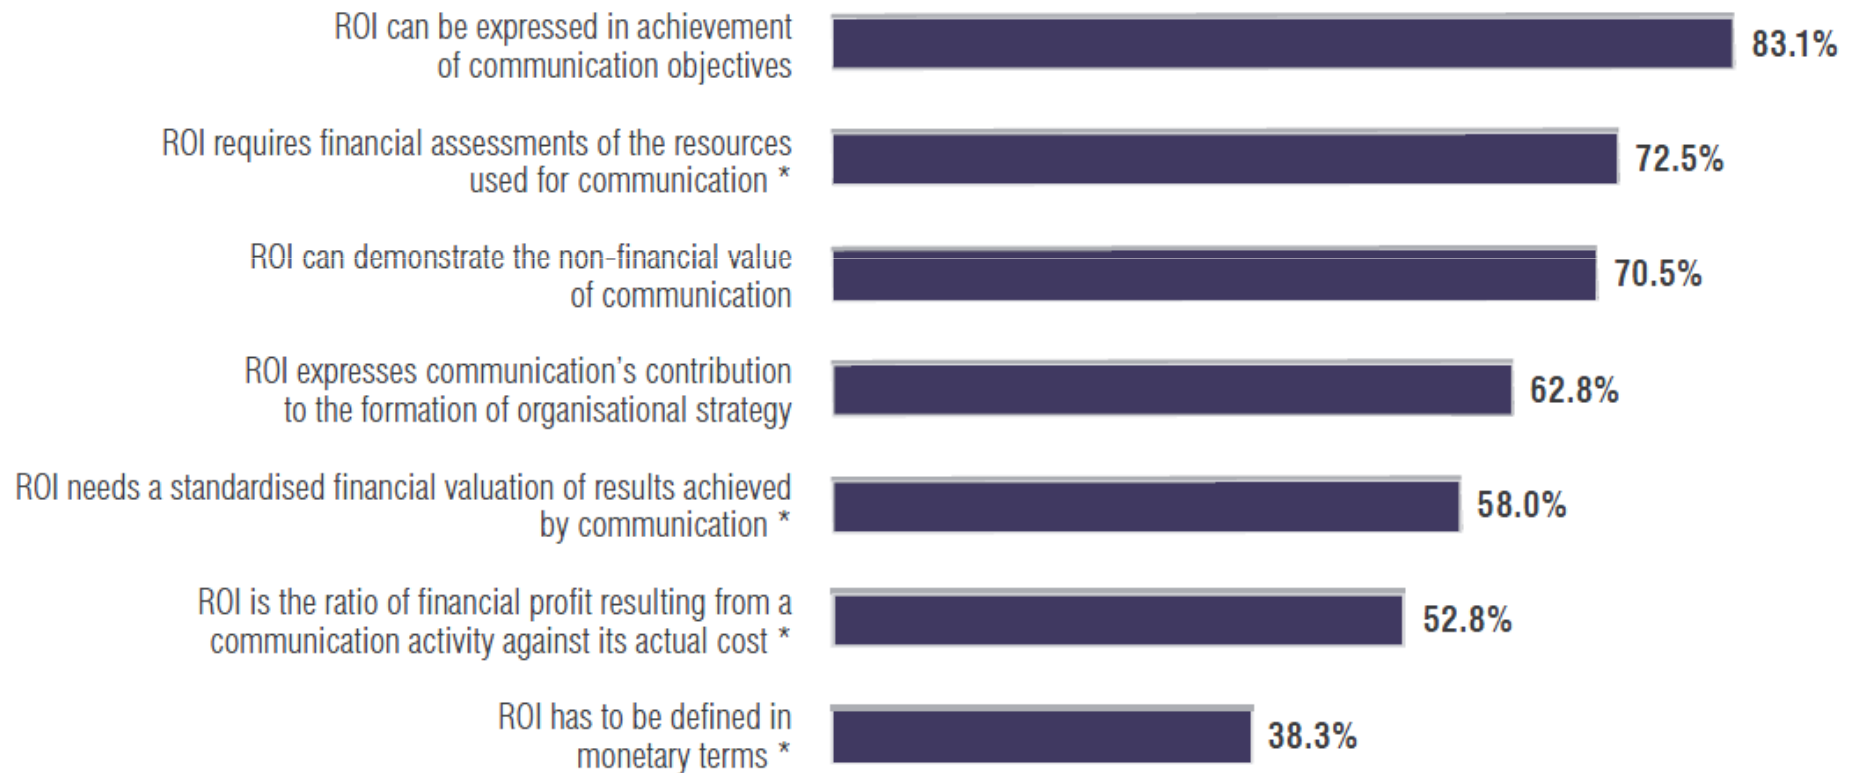 ROI can be expressed in achievement
of communication objectives
83.1%
ROI requires financial assessments of the resources
used for communication *
72.5%
ROI can demonstrate the non-financial value
of communication
70.5%
ROI expresses communication's contribution
to the formation of organisational strategy
62.8%
ROI needs a standardised financial valuation of results achieved
by communication *
58.0%
ROI is the ratio of financial profit resulting from a
communication activity against its actual cost *
52.8%
ROI has to be defined in
monetary terms *
38.3%